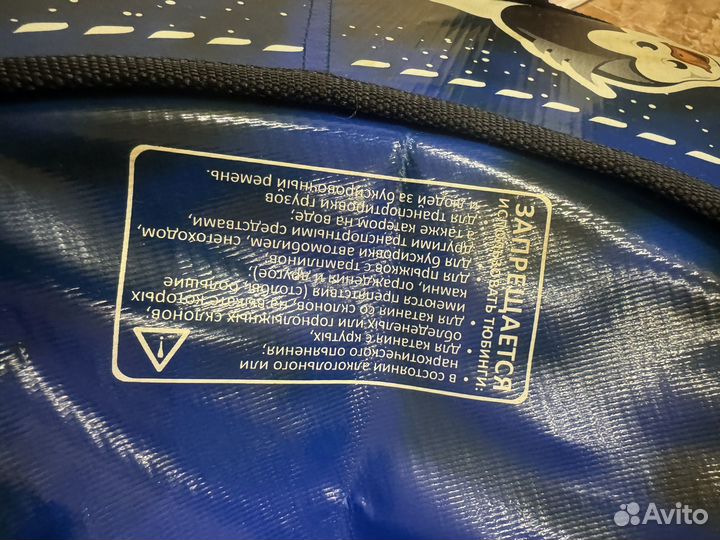 ЗАПРЕЩАЕТСЯ
использовать тюбинги:
• в состоянии алкогольного или
наркотического опьянения;
• для катания с крутых,
обледенелых или горнолыжных склонов,
• для катания со склонов, на выкате которых
имеются препятствия (столбы, большие
камни, ограждения и другое);
• для прыжков с трамплинов;
• для буксировки автомобилем, снегоходом,
другими транспортными средствами,
а также катером на воде;
• для транспортировки грузов
и людей за буксировочный ремень.
Avito